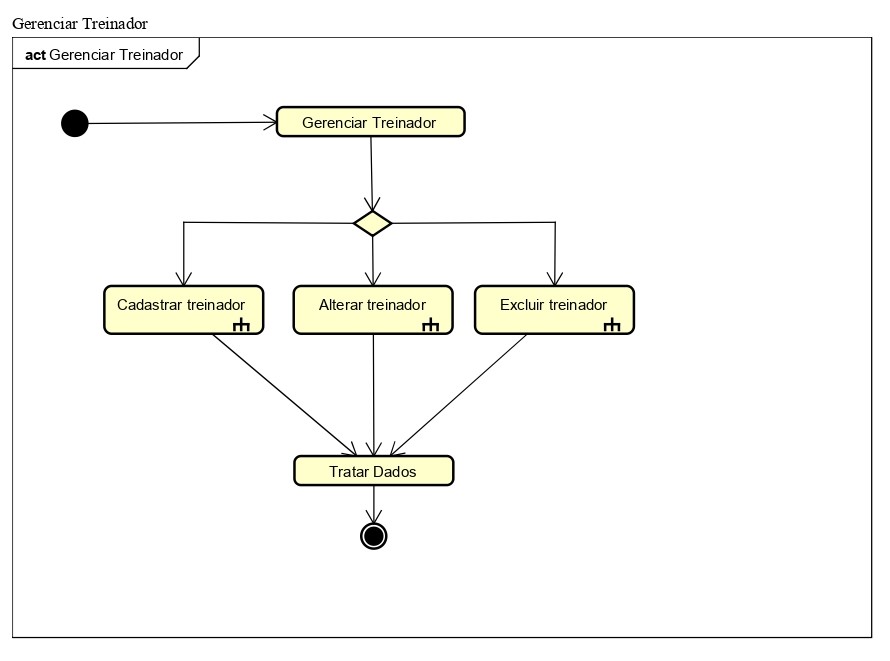 Gerenciar Treinador
act Gerenciar Treinador
Gerenciar Treinador
Cadastrar treinador
Alterar treinador
Excluir treinador
Tratar Dados